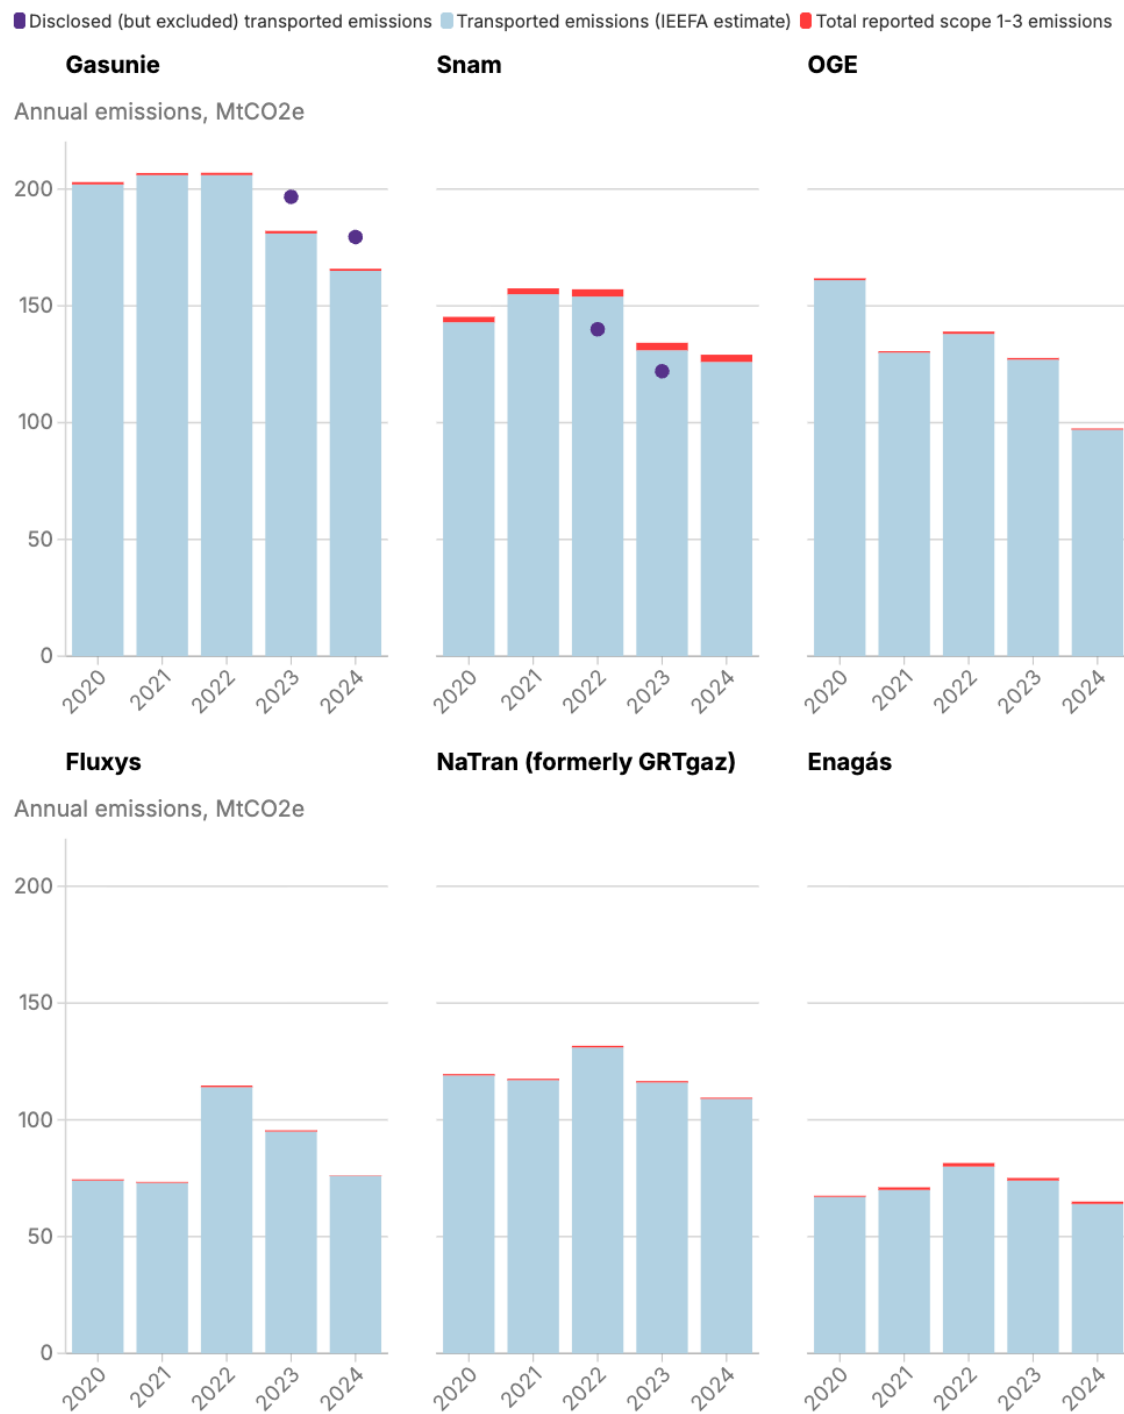 Disclosed (but excluded) transported emissions Transported emissions (IEEFA estimate) Total reported scope 1-3 emissions
Gasunie Snam OGE
Annual emissions, MtCO2e
200
150
100
50
0
2020 2021 2022 2023 2024 2020 2021 2022 2023 2024 2020 2021 2022 2023 2024
Fluxys NaTran (formerly GRTgaz) Enagás
Annual emissions, MtCO2e
200
150
100
50
0
2020 2021 2022 2023 2024 2020 2021 2022 2023 2024 2020 2021 2022 2023 2024